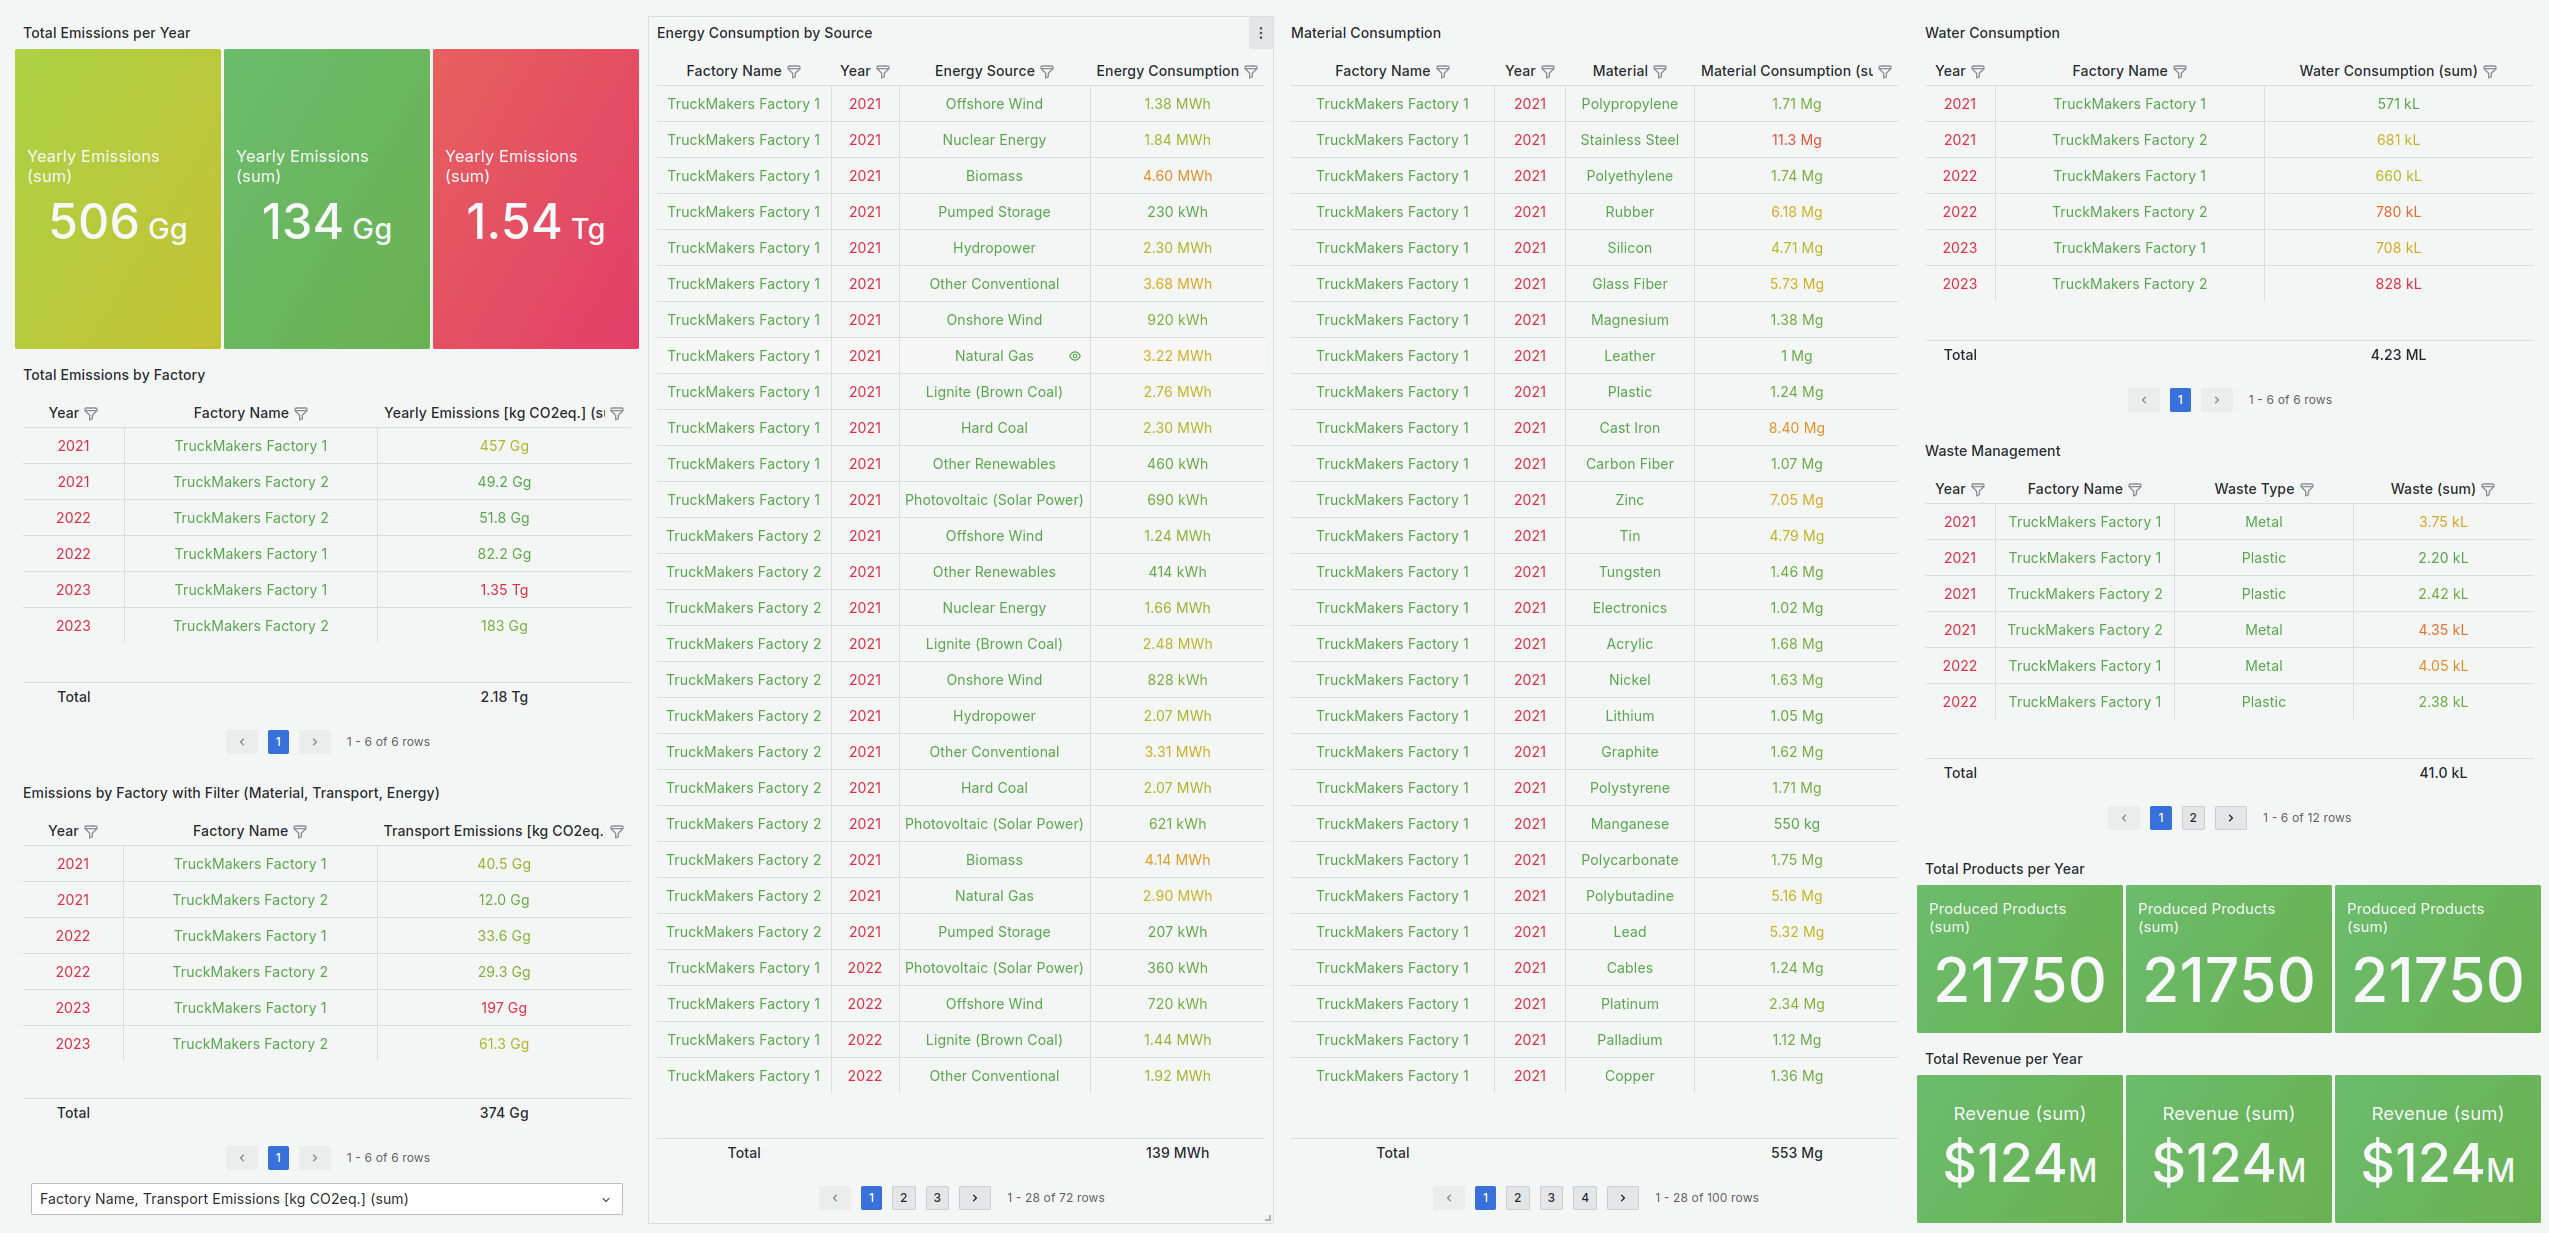 Total Emissions per Year
Yearly Emissions
(sum)
506 Gg
Yearly Emissions
(sum)
134 Gg
Yearly Emissions
(sum)
1.54 Tg
Total Emissions by Factory
Year Factory Name Yearly Emissions [kg CO2eq.] (su
2021 TruckMakers Factory 1 457 Gg
2021 TruckMakers Factory 2 49.2 Gg
2022 TruckMakers Factory 2 51.8 Gg
2022 TruckMakers Factory 1 82.2 Gg
2023 TruckMakers Factory 1 1.35 Tg
2023 TruckMakers Factory 2 183 Gg
Total 2.18 Tg
1 1 - 6 of 6 rows
Emissions by Factory with Filter (Material, Transport, Energy)
Year Factory Name Transport Emissions [kg CO2eq.
2021 TruckMakers Factory 1 40.5 Gg
2021 TruckMakers Factory 2 12.0 Gg
2022 TruckMakers Factory 1 33.6 Gg
2022 TruckMakers Factory 2 29.3 Gg
2023 TruckMakers Factory 1 197 Gg
2023 TruckMakers Factory 2 61.3 Gg
Total 374 Gg
1 1 - 6 of 6 rows
Factory Name, Transport Emissions [kg CO2eq.] (sum)
Energy Consumption by Source
Factory Name Year Energy Source Energy Consumption
TruckMakers Factory 1 2021 Offshore Wind 1.38 MWh
TruckMakers Factory 1 2021 Nuclear Energy 1.84 MWh
TruckMakers Factory 1 2021 Biomass 4.60 MWh
TruckMakers Factory 1 2021 Pumped Storage 230 kWh
TruckMakers Factory 1 2021 Hydropower 2.30 MWh
TruckMakers Factory 1 2021 Other Conventional 3.68 MWh
TruckMakers Factory 1 2021 Onshore Wind 920 kWh
TruckMakers Factory 1 2021 Natural Gas 3.22 MWh
TruckMakers Factory 1 2021 Lignite (Brown Coal) 2.76 MWh
TruckMakers Factory 1 2021 Hard Coal 2.30 MWh
TruckMakers Factory 1 2021 Other Renewables 460 kWh
TruckMakers Factory 1 2021 Photovoltaic (Solar Power) 690 kWh
TruckMakers Factory 2 2021 Offshore Wind 1.24 MWh
TruckMakers Factory 2 2021 Other Renewables 414 kWh
TruckMakers Factory 2 2021 Nuclear Energy 1.66 MWh
TruckMakers Factory 2 2021 Lignite (Brown Coal) 2.48 MWh
TruckMakers Factory 2 2021 Onshore Wind 828 kWh
TruckMakers Factory 2 2021 Hydropower 2.07 MWh
TruckMakers Factory 2 2021 Other Conventional 3.31 MWh
TruckMakers Factory 2 2021 Hard Coal 2.07 MWh
TruckMakers Factory 2 2021 Photovoltaic (Solar Power) 621 kWh
TruckMakers Factory 2 2021 Biomass 4.14 MWh
TruckMakers Factory 2 2021 Natural Gas 2.90 MWh
TruckMakers Factory 2 2021 Pumped Storage 207 kWh
TruckMakers Factory 1 2022 Photovoltaic (Solar Power) 360 kWh
TruckMakers Factory 1 2022 Offshore Wind 720 kWh
TruckMakers Factory 1 2022 Lignite (Brown Coal) 1.44 MWh
TruckMakers Factory 1 2022 Other Conventional 1.92 MWh
Total 139 MWh
1 2 3 1 - 28 of 72 rows
Material Consumption
Factory Name Year Material Material Consumption (su
TruckMakers Factory 1 2021 Polypropylene 1.71 Mg
TruckMakers Factory 1 2021 Stainless Steel 11.3 Mg
TruckMakers Factory 1 2021 Polyethylene 1.74 Mg
TruckMakers Factory 1 2021 Rubber 6.18 Mg
TruckMakers Factory 1 2021 Silicon 4.71 Mg
TruckMakers Factory 1 2021 Glass Fiber 5.73 Mg
TruckMakers Factory 1 2021 Magnesium 1.38 Mg
TruckMakers Factory 1 2021 Leather 1 Mg
TruckMakers Factory 1 2021 Plastic 1.24 Mg
TruckMakers Factory 1 2021 Cast Iron 8.40 Mg
TruckMakers Factory 1 2021 Carbon Fiber 1.07 Mg
TruckMakers Factory 1 2021 Zinc 7.05 Mg
TruckMakers Factory 1 2021 Tin 4.79 Mg
TruckMakers Factory 1 2021 Tungsten 1.46 Mg
TruckMakers Factory 1 2021 Electronics 1.02 Mg
TruckMakers Factory 1 2021 Acrylic 1.68 Mg
TruckMakers Factory 1 2021 Nickel 1.63 Mg
TruckMakers Factory 1 2021 Lithium 1.05 Mg
TruckMakers Factory 1 2021 Graphite 1.62 Mg
TruckMakers Factory 1 2021 Polystyrene 1.71 Mg
TruckMakers Factory 1 2021 Manganese 550 kg
TruckMakers Factory 1 2021 Polycarbonate 1.75 Mg
TruckMakers Factory 1 2021 Polybutadine 5.16 Mg
TruckMakers Factory 1 2021 Lead 5.32 Mg
TruckMakers Factory 1 2021 Cables 1.24 Mg
TruckMakers Factory 1 2021 Platinum 2.34 Mg
TruckMakers Factory 1 2021 Palladium 1.12 Mg
TruckMakers Factory 1 2021 Copper 1.36 Mg
Total 553 Mg
1 2 3 4 1 - 28 of 100 rows
Water Consumption
Year Factory Name Water Consumption (sum)
2021 TruckMakers Factory 1 571 kL
2021 TruckMakers Factory 2 681 kL
2022 TruckMakers Factory 1 660 kL
2022 TruckMakers Factory 2 780 kL
2023 TruckMakers Factory 1 708 kL
2023 TruckMakers Factory 2 828 kL
Total 4.23 ML
1 1 - 6 of 6 rows
Waste Management
Year Factory Name Waste Type Waste (sum)
2021 TruckMakers Factory 1 Metal 3.75 kL
2021 TruckMakers Factory 1 Plastic 2.20 kL
2021 TruckMakers Factory 2 Plastic 2.42 kL
2021 TruckMakers Factory 2 Metal 4.35 kL
2022 TruckMakers Factory 1 Metal 4.05 kL
2022 TruckMakers Factory 1 Plastic 2.38 kL
Total 41.0 kL
1 2 1 - 6 of 12 rows
Total Products per Year
Produced Products
(sum)
21750
Produced Products
(sum)
21750
Produced Products
(sum)
21750
Total Revenue per Year
Revenue (sum)
$124M
Revenue (sum)
$124M
Revenue (sum)
$124M